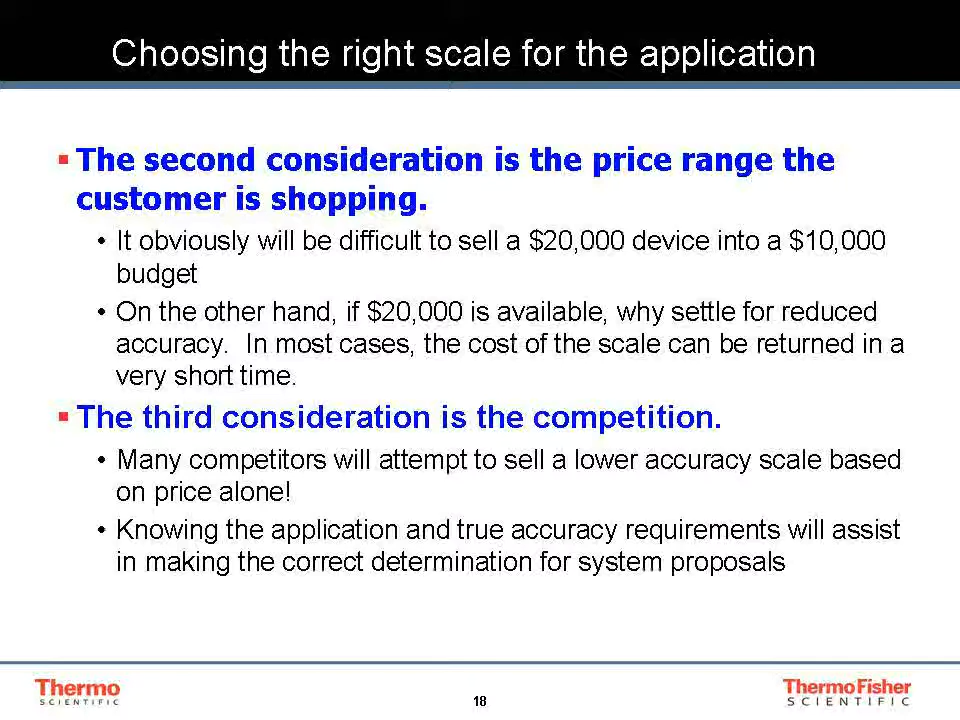 Choosing the right scale for the application
▪ The second consideration is the price range the
customer is shopping.
• It obviously will be difficult to sell a $20,000 device into a $10,000
budget
• On the other hand, if $20,000 is available, why settle for reduced
accuracy.  In most cases, the cost of the scale can be returned in a
very short time.
▪ The third consideration is the competition.
• Many competitors will attempt to sell a lower accuracy scale based
on price alone!
• Knowing the application and true accuracy requirements will assist
in making the correct determination for system proposals
Thermo
SCIENTIFIC
18
ThermoFisher
SCIENTIFIC